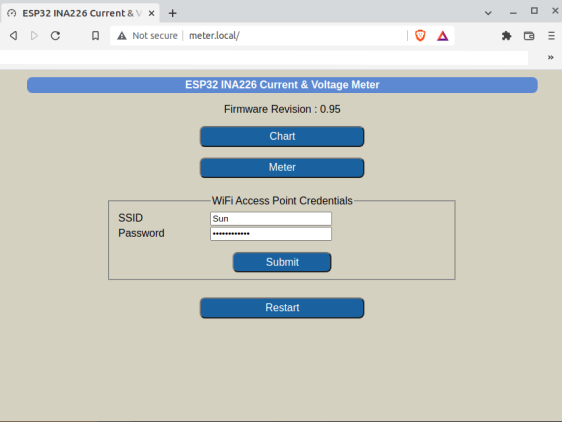 ESP32 INA226 Current & V
Not secure
meter.local/
ESP32 INA226 Current & Voltage Meter
Firmware Revision : 0.95
Chart
Meter
WiFi Access Point Credentials
SSID
Sun
Password
••••••••••••
Submit
Restart